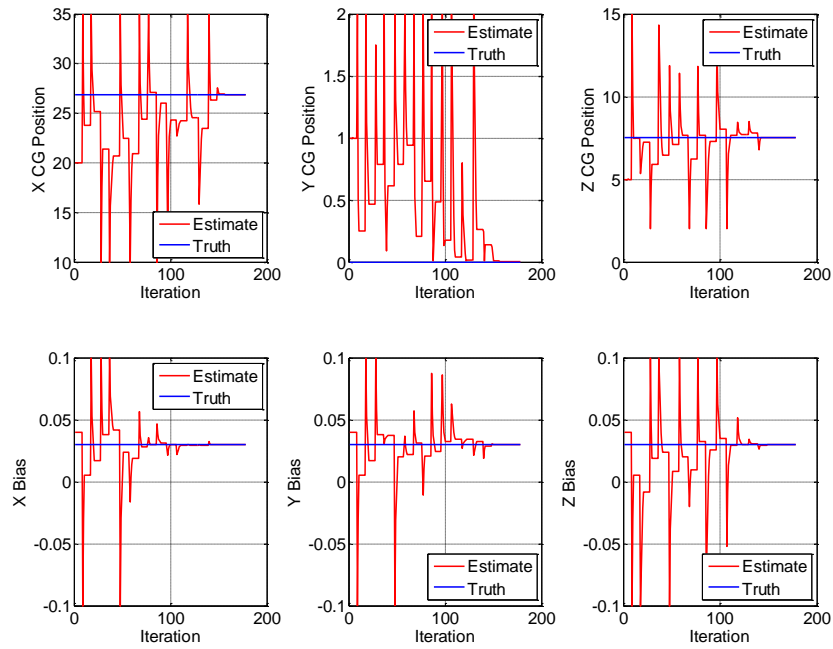 35
30
25
20
15
10
X CG Position
0
100
200
Iteration
Estimate
Truth
2
1.5
1
0.5
0
Y CG Position
0
100
200
Iteration
Estimate
Truth
15
10
5
0
Z CG Position
0
100
200
Iteration
Estimate
Truth
0.1
0.05
0
-0.05
-0.1
X Bias
0
100
200
Iteration
Estimate
Truth
0.1
0.05
0
-0.05
-0.1
Y Bias
0
100
200
Iteration
Estimate
Truth
0.1
0.05
0
-0.05
-0.1
Z Bias
0
100
200
Iteration
Estimate
Truth